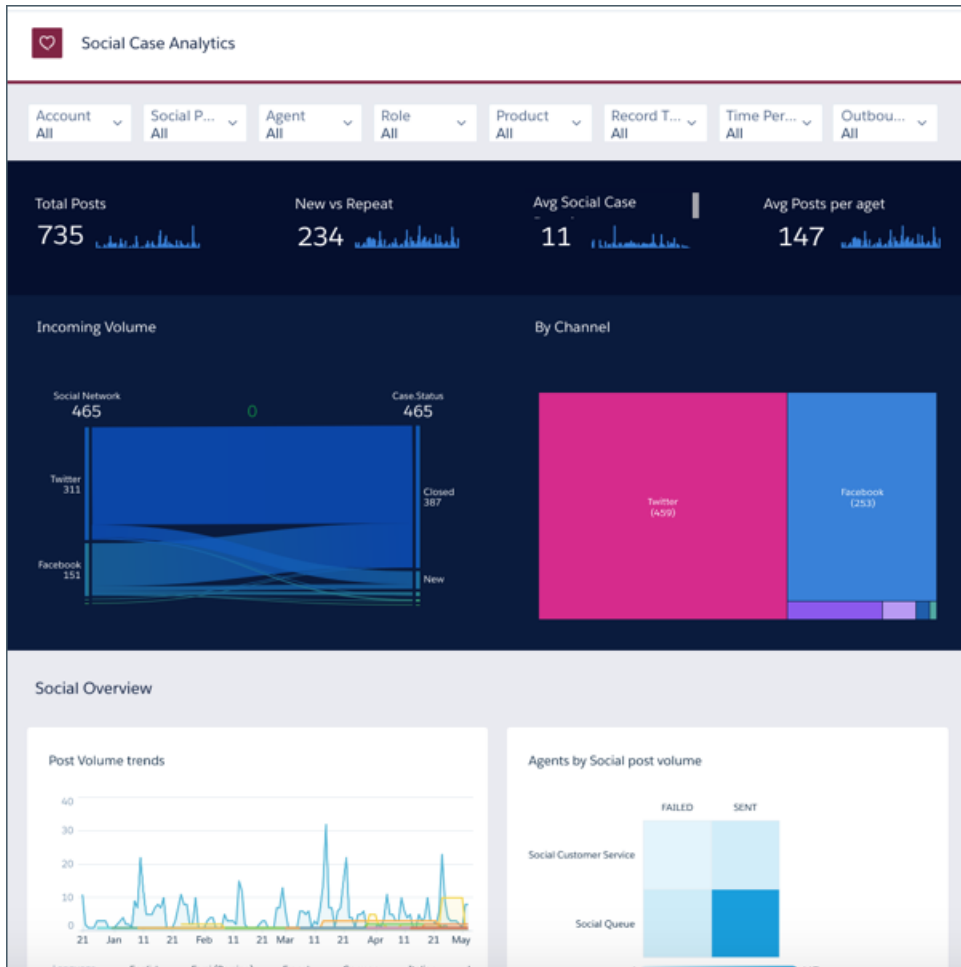 Social Case Analytics
Account
All
Social P...
All
Agent
All
Role
All
Product
All
Record T...
All
Time Per...
All
Outbou...
All
Total Posts
735
New vs Repeat
234
Avg Social Case
11
Avg Posts per aget
147
Incoming Volume
Social Network
465
0
Case.Status
465
Twitter
311
Closed
387
Facebook
151
New
By Channel
Twitter
(459)
Facebook
(253)
Social Overview
Post Volume trends
40
30
20
10
0
21 Jan 11 21 Feb 11 21 Mar 11 21 Apr 11 21 May
Agents by Social post volume
FAILED SENT
Social Customer Service
Social Queue